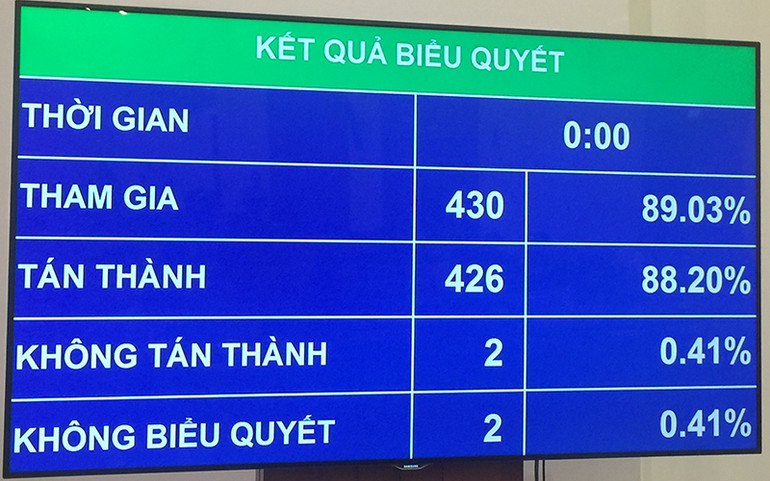 KẾT QUẢ BIỂU QUYẾT
THỜI GIAN 0:00
THAM GIA 430 89.03%
TÁN THÀNH 426 88.20%
KHÔNG TÁN THÀNH 2 0.41%
KHÔNG BIỂU QUYẾT 2 0.41%
SAMSUNG